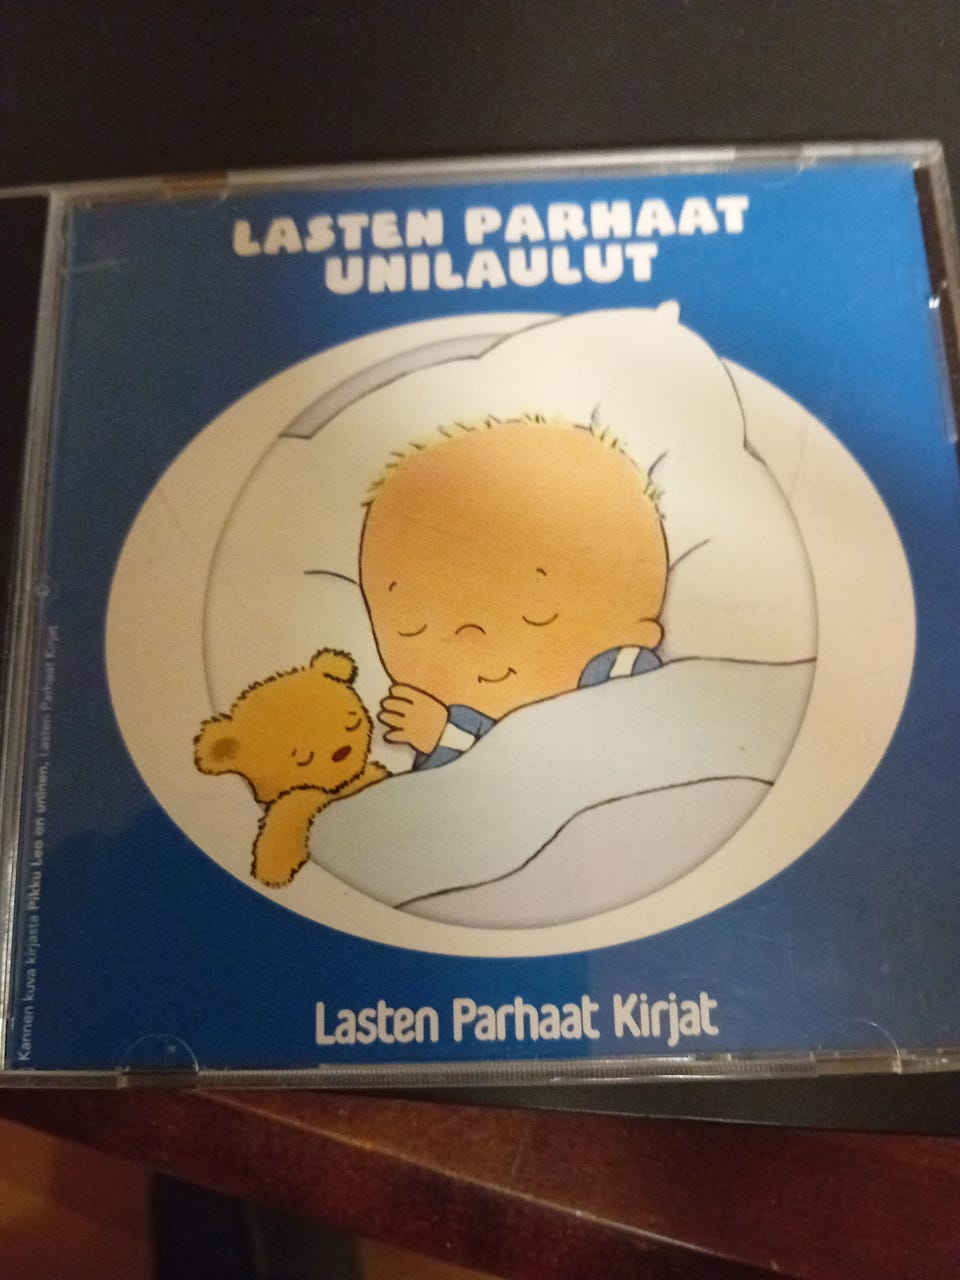 LASTEN PARHAAT
UNILAULUT
Kannen kuva kirjasta Pikku Leo on uninen, Lasten Parhaat Kirjat
Lasten Parhaat Kirjat